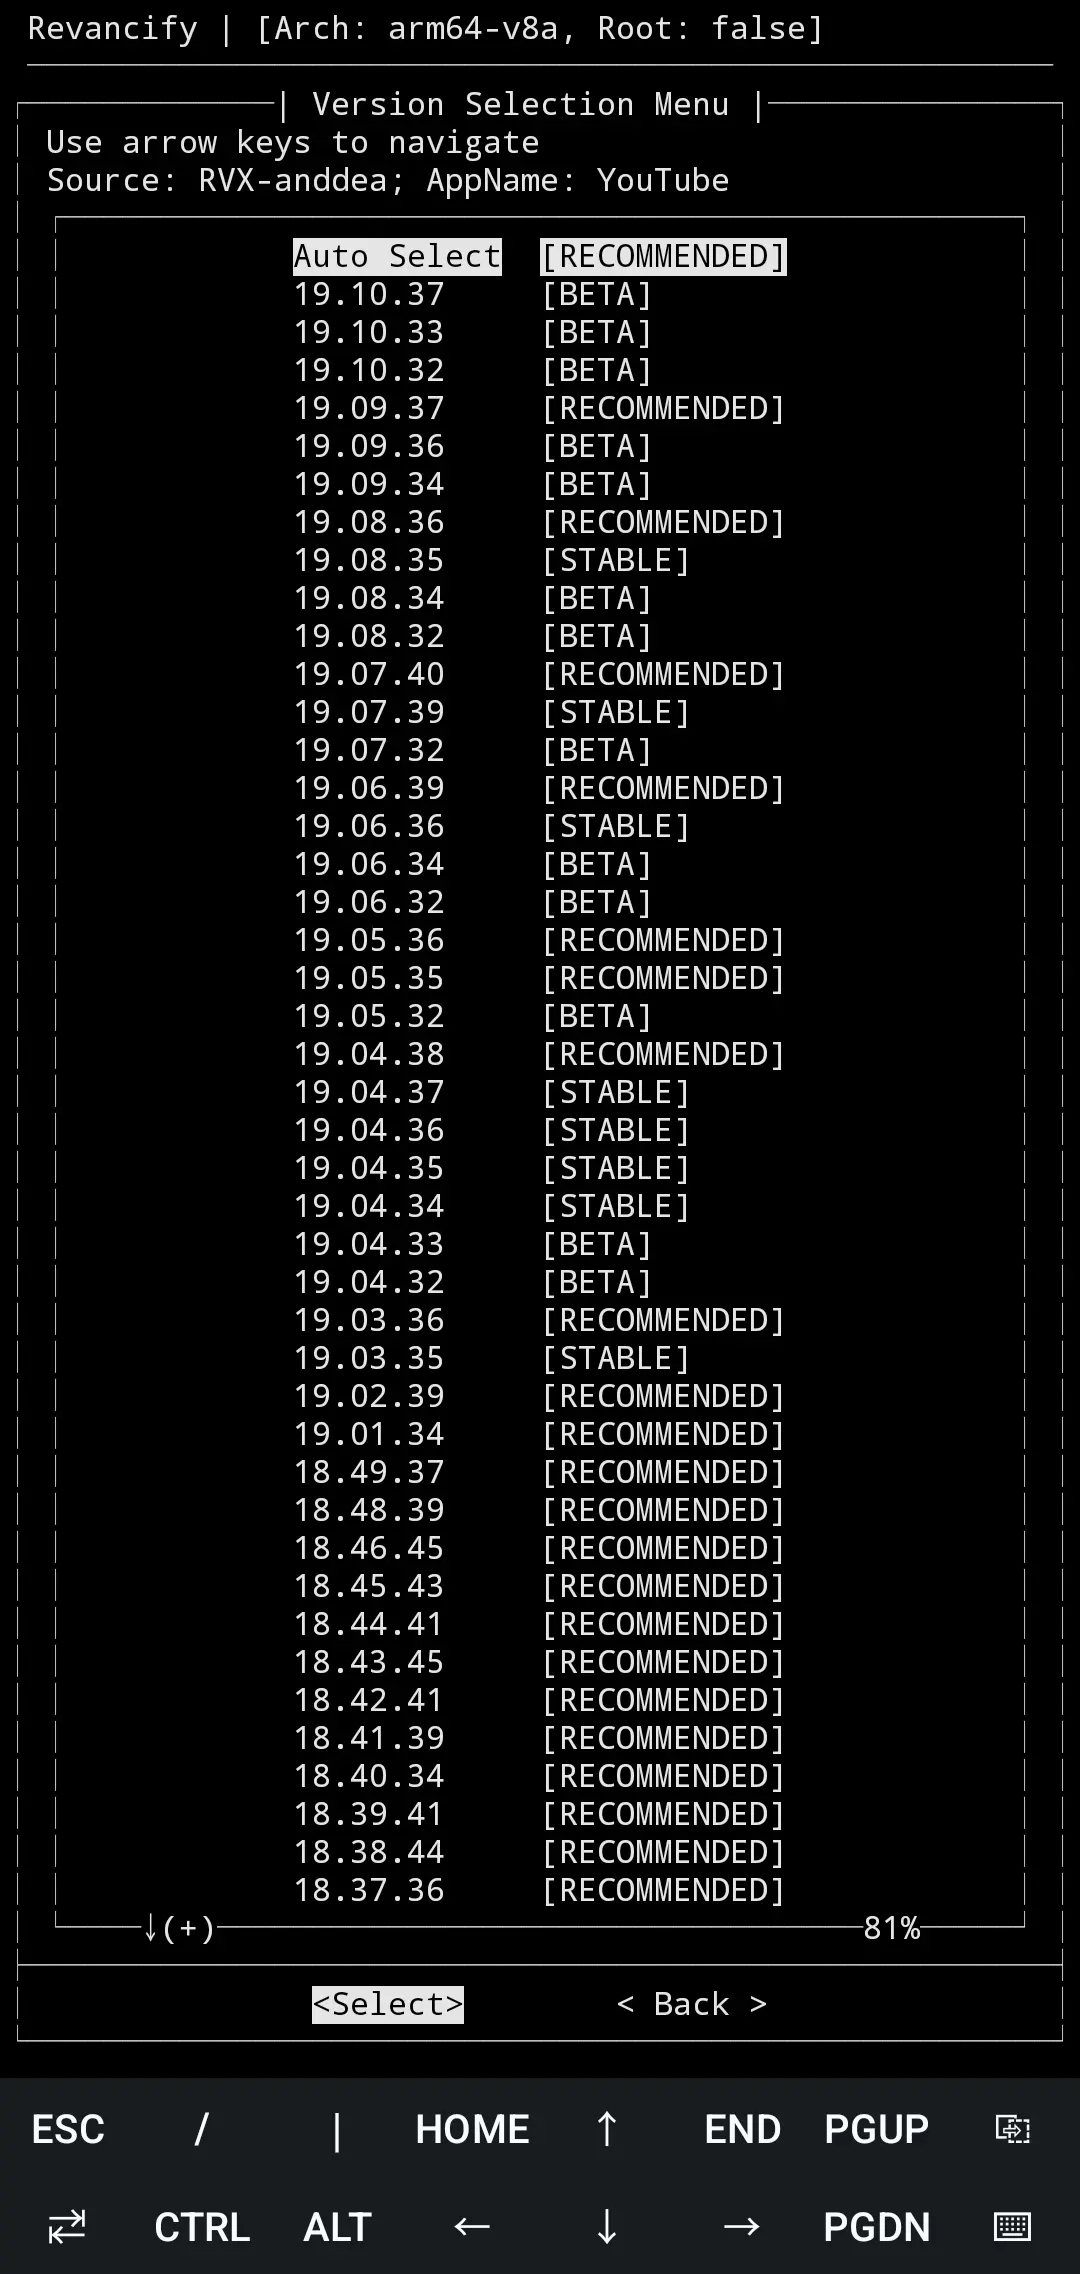 Revancify | [Arch: arm64-v8a, Root: false]
| Version Selection Menu |
Use arrow keys to navigate
Source: RVX-anddea; AppName: YouTube
Auto Select [RECOMMENDED]
19.10.37 [BETA]
19.10.33 [BETA]
19.10.32 [BETA]
19.09.37 [RECOMMENDED]
19.09.36 [BETA]
19.09.34 [BETA]
19.08.36 [RECOMMENDED]
19.08.35 [STABLE]
19.08.34 [BETA]
19.08.32 [BETA]
19.07.40 [RECOMMENDED]
19.07.39 [STABLE]
19.07.32 [BETA]
19.06.39 [RECOMMENDED]
19.06.36 [STABLE]
19.06.34 [BETA]
19.06.32 [BETA]
19.05.36 [RECOMMENDED]
19.05.35 [RECOMMENDED]
19.05.32 [BETA]
19.04.38 [RECOMMENDED]
19.04.37 [STABLE]
19.04.36 [STABLE]
19.04.35 [STABLE]
19.04.34 [STABLE]
19.04.33 [BETA]
19.04.32 [BETA]
19.03.36 [RECOMMENDED]
19.03.35 [STABLE]
19.02.39 [RECOMMENDED]
19.01.34 [RECOMMENDED]
18.49.37 [RECOMMENDED]
18.48.39 [RECOMMENDED]
18.46.45 [RECOMMENDED]
18.45.43 [RECOMMENDED]
18.44.41 [RECOMMENDED]
18.43.45 [RECOMMENDED]
18.42.41 [RECOMMENDED]
18.41.39 [RECOMMENDED]
18.40.34 [RECOMMENDED]
18.39.41 [RECOMMENDED]
18.38.44 [RECOMMENDED]
18.37.36 [RECOMMENDED]
↓(+) 81%
<Select> < Back >
ESC / | HOME ↑ END PGUP
⇄ CTRL ALT ← ↓ → PGDN